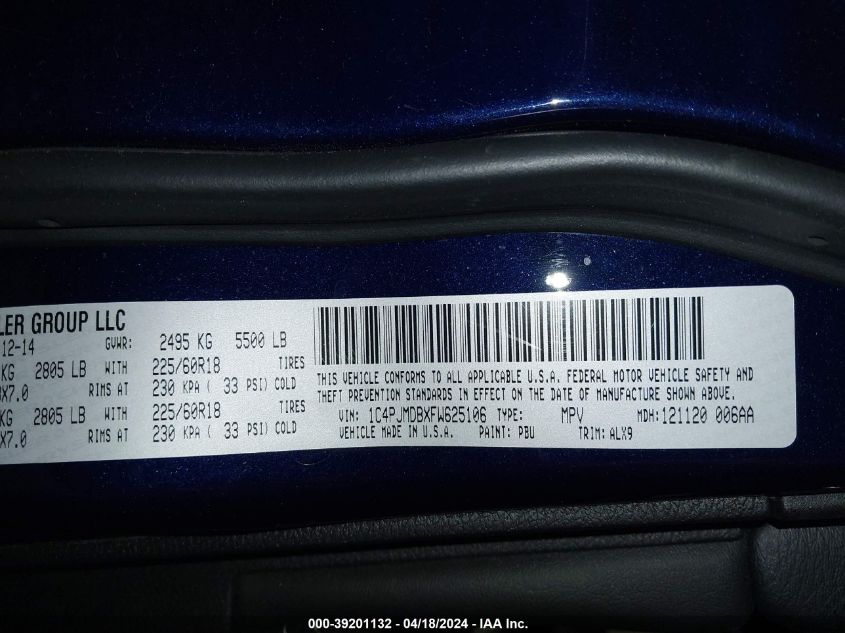 LER GROUP LLC
12-14 GVWR: 2495 KG 5500 LB
KG 2805 LB WITH 225/60R18 TIRES
X7.0 RIMS AT 230 KPA ( 33 PSI) COLD
KG 2805 LB WITH 225/60R18 TIRES
X7.0 RIMS AT 230 KPA ( 33 PSI) COLD
THIS VEHICLE CONFORMS TO ALL APPLICABLE U.S.A. FEDERAL MOTOR VEHICLE SAFETY AND
THEFT PREVENTION STANDARDS IN EFFECT ON THE DATE OF MANUFACTURE SHOWN ABOVE.
VIN: 1C4PJMDBXFW625106 TYPE: MPV MDH: 121120 006AA
VEHICLE MADE IN U.S.A. PAINT: PBU TRIM: ALX9
000-39201132 - 04/18/2024 - IAA Inc.